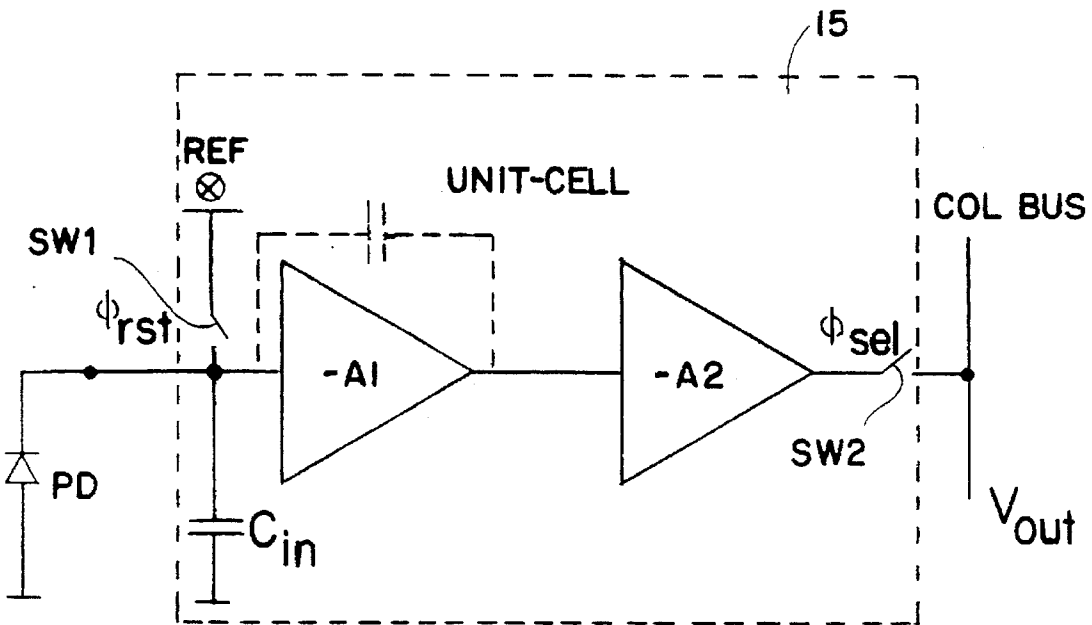 15
REF
UNIT-CELL
COL BUS
SW1
ϕrst
-A1
-A2
ϕsel
SW2
PD
Cin
Vout